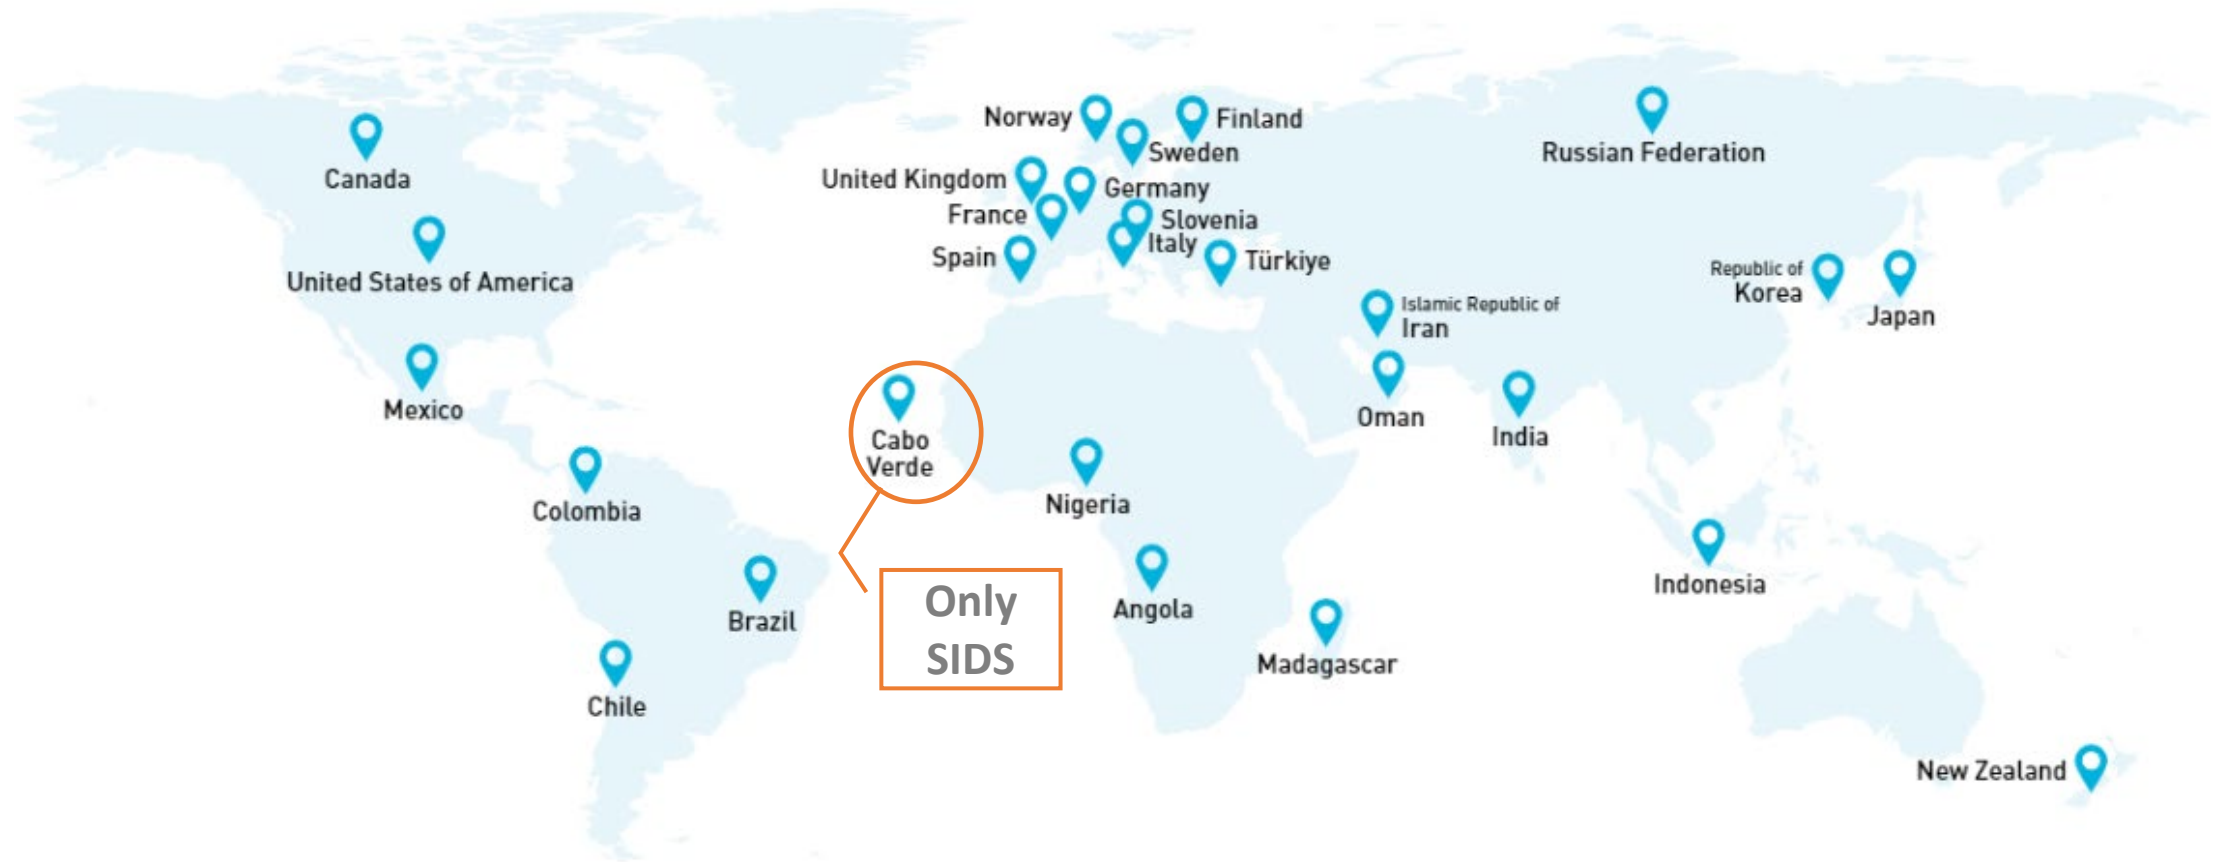 Norway
Finland
Sweden
Russian Federation
Canada
United Kingdom
Germany
France
Slovenia
Italy
Spain
Türkiye
United States of America
Republic of
Korea
Japan
Islamic Republic of
Iran
Mexico
Oman
India
Cabo
Verde
Colombia
Nigeria
Indonesia
Brazil
Only
SIDS
Angola
Madagascar
Chile
New Zealand